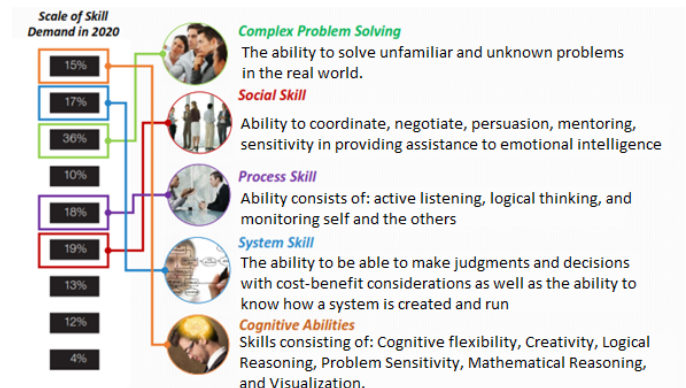 Scale of Skill
Demand in 2020
15%
17%
36%
10%
18%
19%
13%
12%
4%
Complex Problem Solving
The ability to solve unfamiliar and unknown problems
in the real world.
Social Skill
Ability to coordinate, negotiate, persuasion, mentoring,
sensitivity in providing assistance to emotional intelligence
Process Skill
Ability consists of: active listening, logical thinking, and
monitoring self and the others
System Skill
The ability to be able to make judgments and decisions
with cost-benefit considerations as well as the ability to
know how a system is created and run
Cognitive Abilities
Skills consisting of: Cognitive flexibility, Creativity, Logical
Reasoning, Problem Sensitivity, Mathematical Reasoning,
and Visualization.